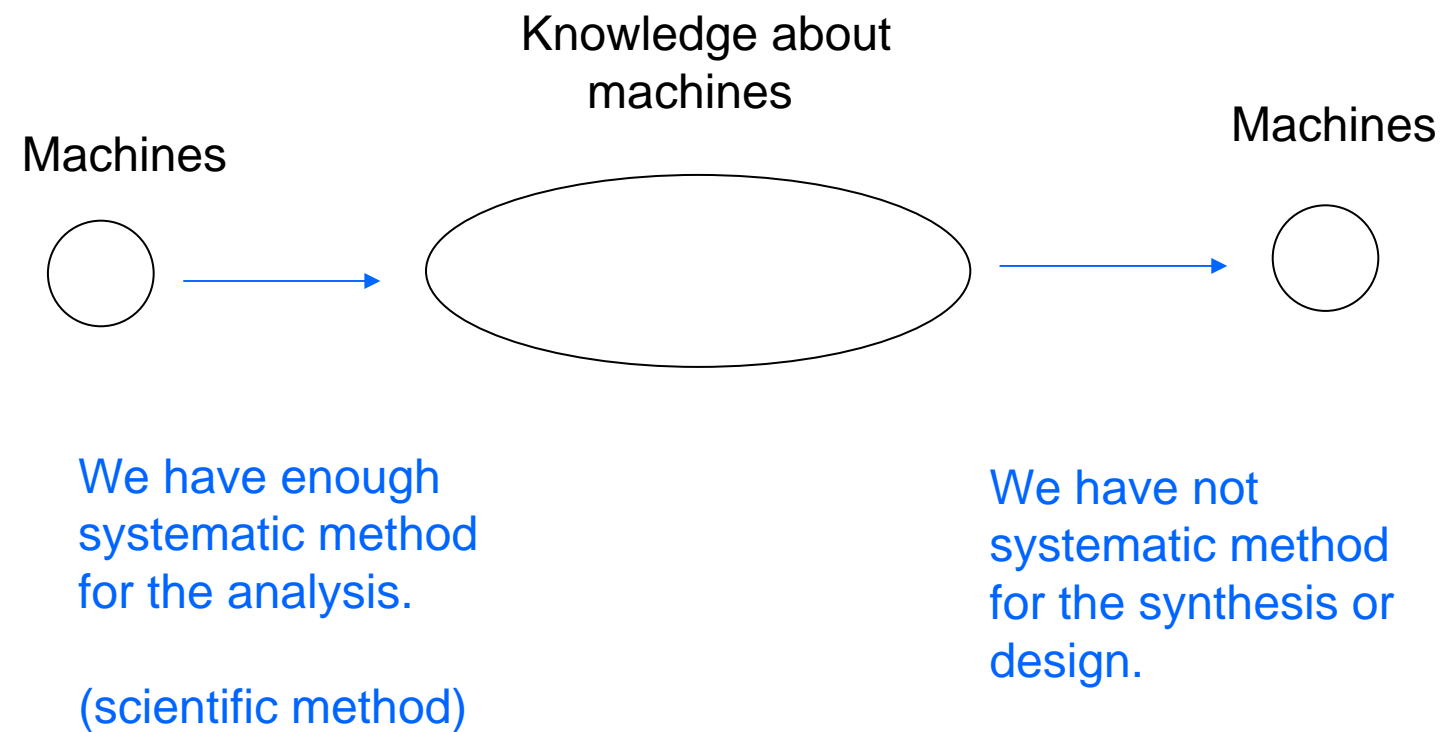 Knowledge about
machines
Machines
Machines
We have enough
systematic method
for the analysis.
(scientific method)
We have not
systematic method
for the synthesis or
design.